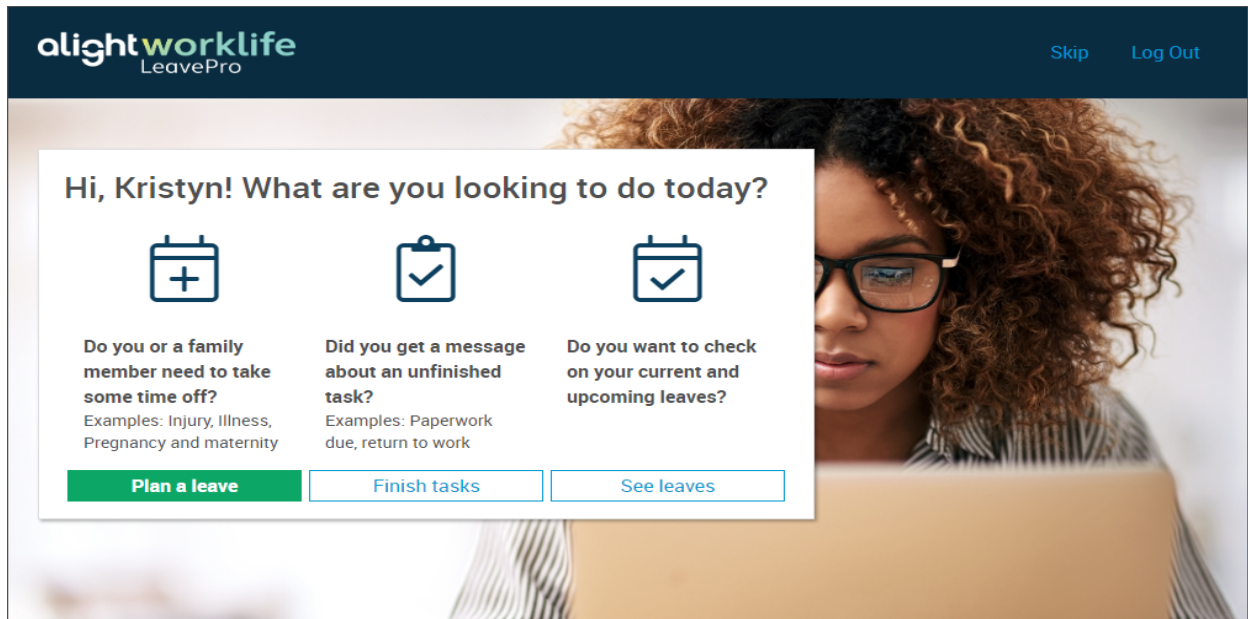 alight worklife
LeavePro
Skip
Log Out
Hi, Kristyn! What are you looking to do today?
Do you or a family
member need to take
some time off?
Examples: Injury, Illness,
Pregnancy and maternity
Plan a leave
Did you get a message
about an unfinished
task?
Examples: Paperwork
due, return to work
Finish tasks
Do you want to check
on your current and
upcoming leaves?
See leaves